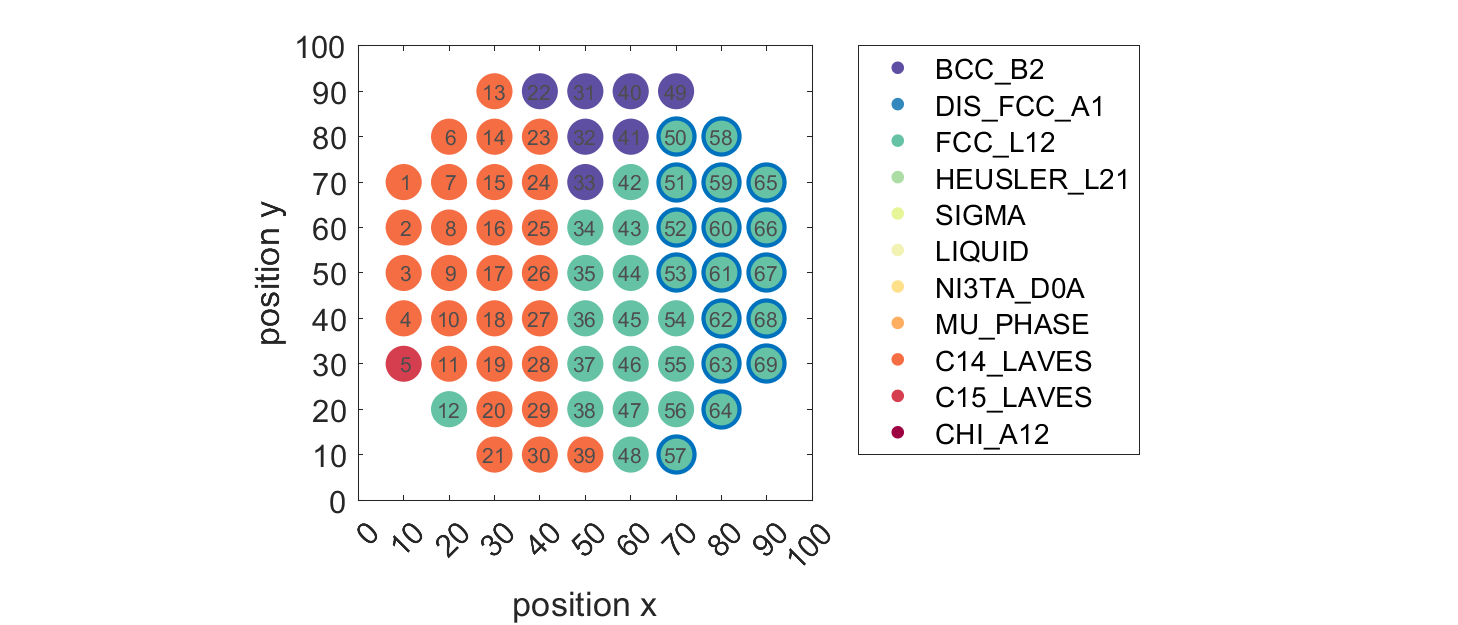 100
90
80
70
60
50
40
30
20
10
0
position y
13 22 31 40 49
6 14 23 32 41 50 58
1 7 15 24 33 42 51 59 65
2 8 16 25 34 43 52 60 66
3 9 17 26 35 44 53 61 67
4 10 18 27 36 45 54 62 68
5 11 19 28 37 46 55 63 69
12 20 29 38 47 56 64
21 30 39 48 57
0 10 20 30 40 50 60 70 80 90 100
position x
BCC_B2
DIS_FCC_A1
FCC_L12
HEUSLER_L21
SIGMA
LIQUID
NI3TA_D0A
MU_PHASE
C14_LAVES
C15_LAVES
CHI_A12